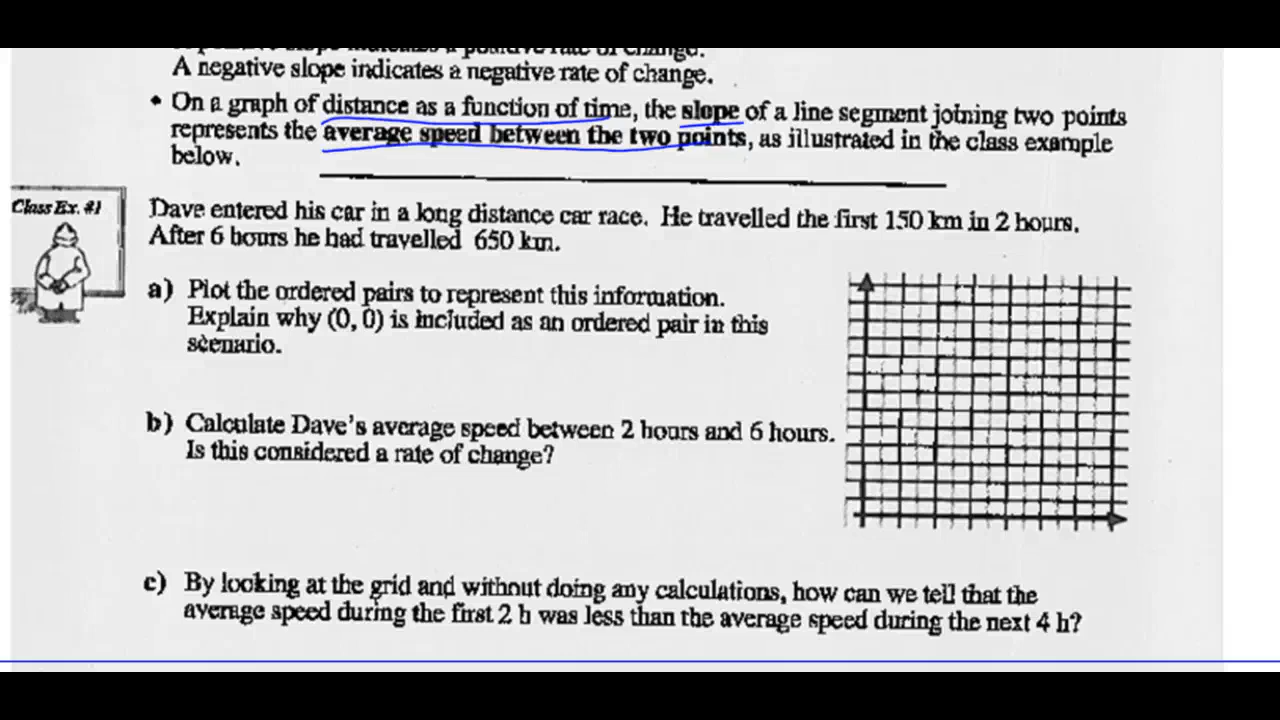 A negative slope indicates a negative rate of change.
• On a graph of distance as a function of time, the slope of a line segment joining two points
represents the average speed between the two points, as illustrated in the class example
below.
Class Ex. #1
Dave entered his car in a long distance car race. He travelled the first 150 km in 2 hours.
After 6 hours he had travelled 650 km.
a) Plot the ordered pairs to represent this information.
Explain why (0, 0) is included as an ordered pair in this
scenario.
b) Calculate Dave's average speed between 2 hours and 6 hours.
Is this considered a rate of change?
c) By looking at the grid and without doing any calculations, how can we tell that the
average speed during the first 2 h was less than the average speed during the next 4 h?